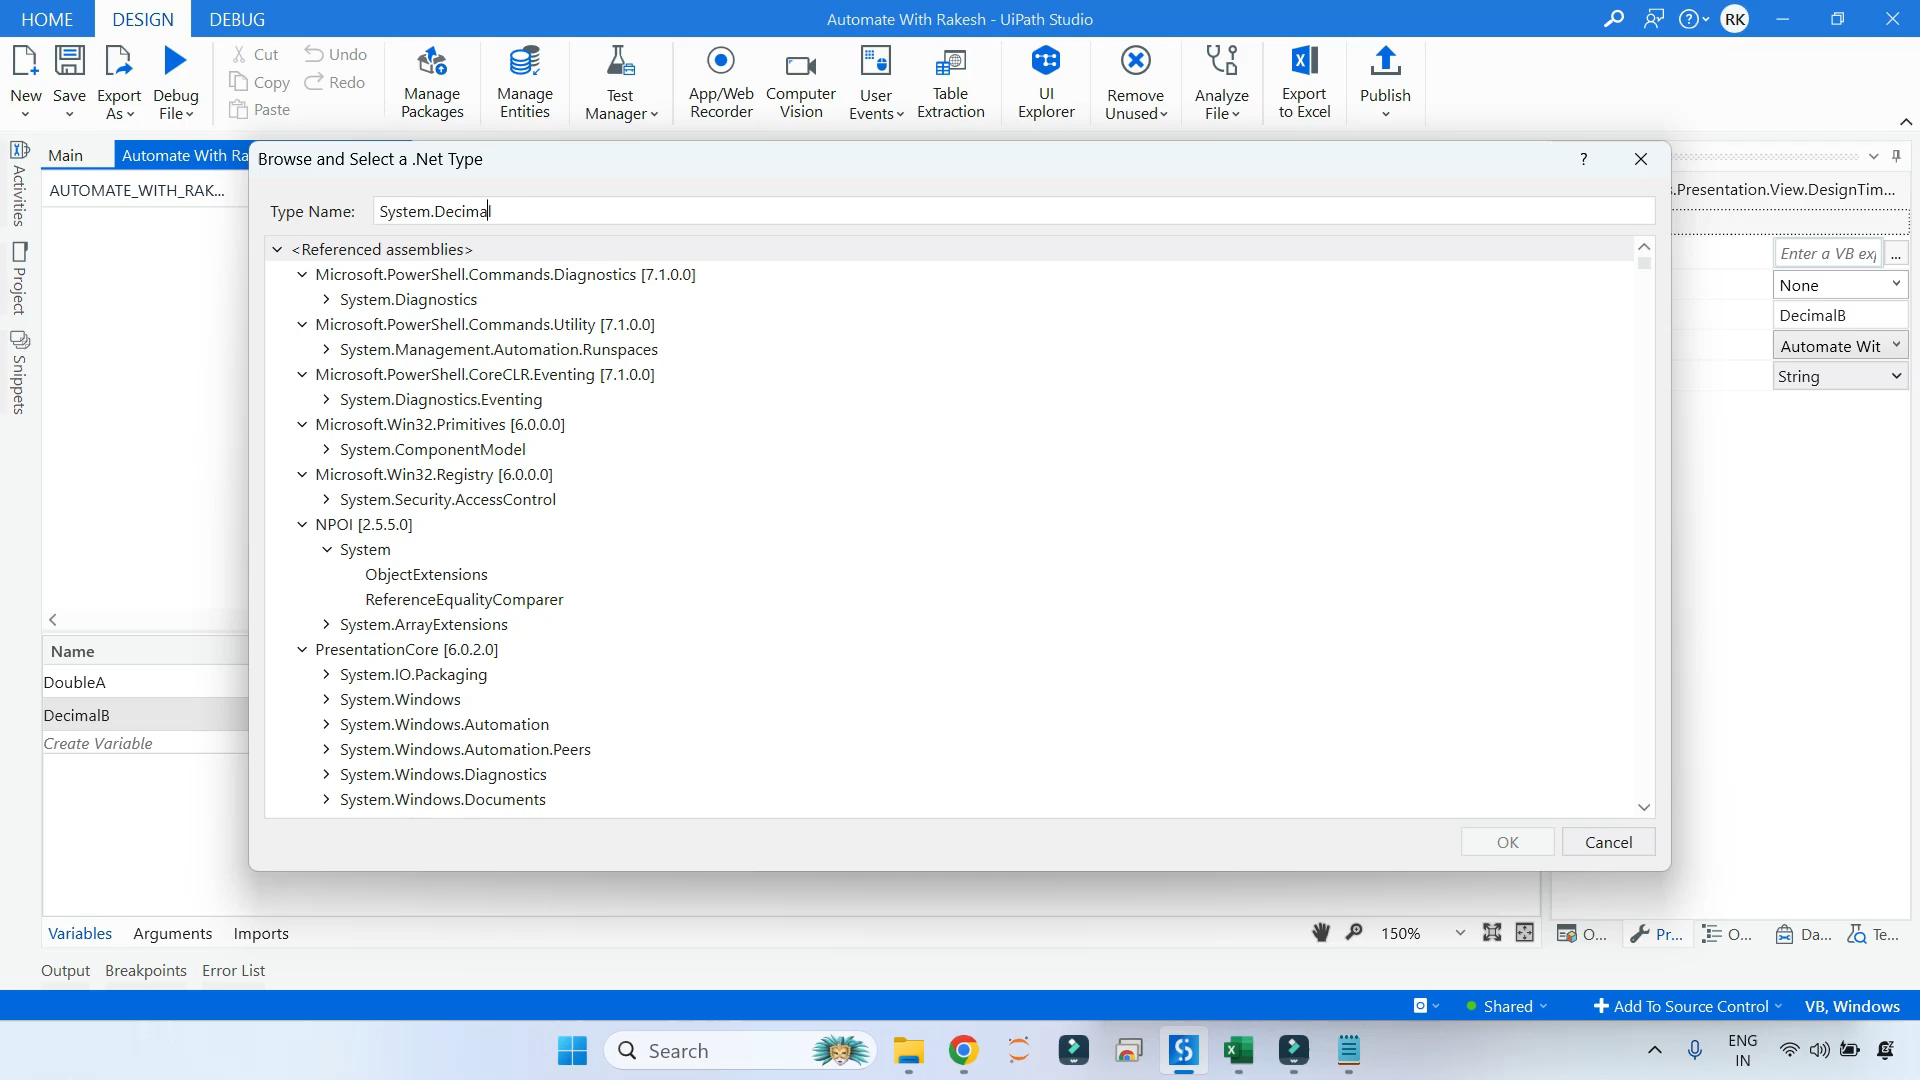 HOME
DESIGN
DEBUG
Automate With Rakesh - UiPath Studio
RK
New
Save
Export As
Debug File
Cut
Copy
Paste
Undo
Redo
Manage Packages
Manage Entities
Test Manager
App/Web Recorder
Computer Vision
User Events
Table Extraction
UI Explorer
Remove Unused
Analyze File
Export to Excel
Publish
Activities
Project
Snippets
Main
Automate With Ra
AUTOMATE_WITH_RAK...
Browse and Select a .Net Type
?
Type Name:
System.Decimal
<Referenced assemblies>
Microsoft.PowerShell.Commands.Diagnostics [7.1.0.0]
System.Diagnostics
Microsoft.PowerShell.Commands.Utility [7.1.0.0]
System.Management.Automation.Runspaces
Microsoft.PowerShell.CoreCLR.Eventing [7.1.0.0]
System.Diagnostics.Eventing
Microsoft.Win32.Primitives [6.0.0.0]
System.ComponentModel
Microsoft.Win32.Registry [6.0.0.0]
System.Security.AccessControl
NPOI [2.5.5.0]
System
ObjectExtensions
ReferenceEqualityComparer
System.ArrayExtensions
PresentationCore [6.0.2.0]
System.IO.Packaging
System.Windows
System.Windows.Automation
System.Windows.Automation.Peers
System.Windows.Diagnostics
System.Windows.Documents
OK
Cancel
.Presentation.View.DesignTim...
Enter a VB ex
...
None
DecimalB
Automate Wit
String
Name
DoubleA
DecimalB
Create Variable
Variables
Arguments
Imports
150%
O...
Pr...
O...
Da...
Te...
Output
Breakpoints
Error List
Shared
Add To Source Control
VB, Windows
Search
ENG
IN